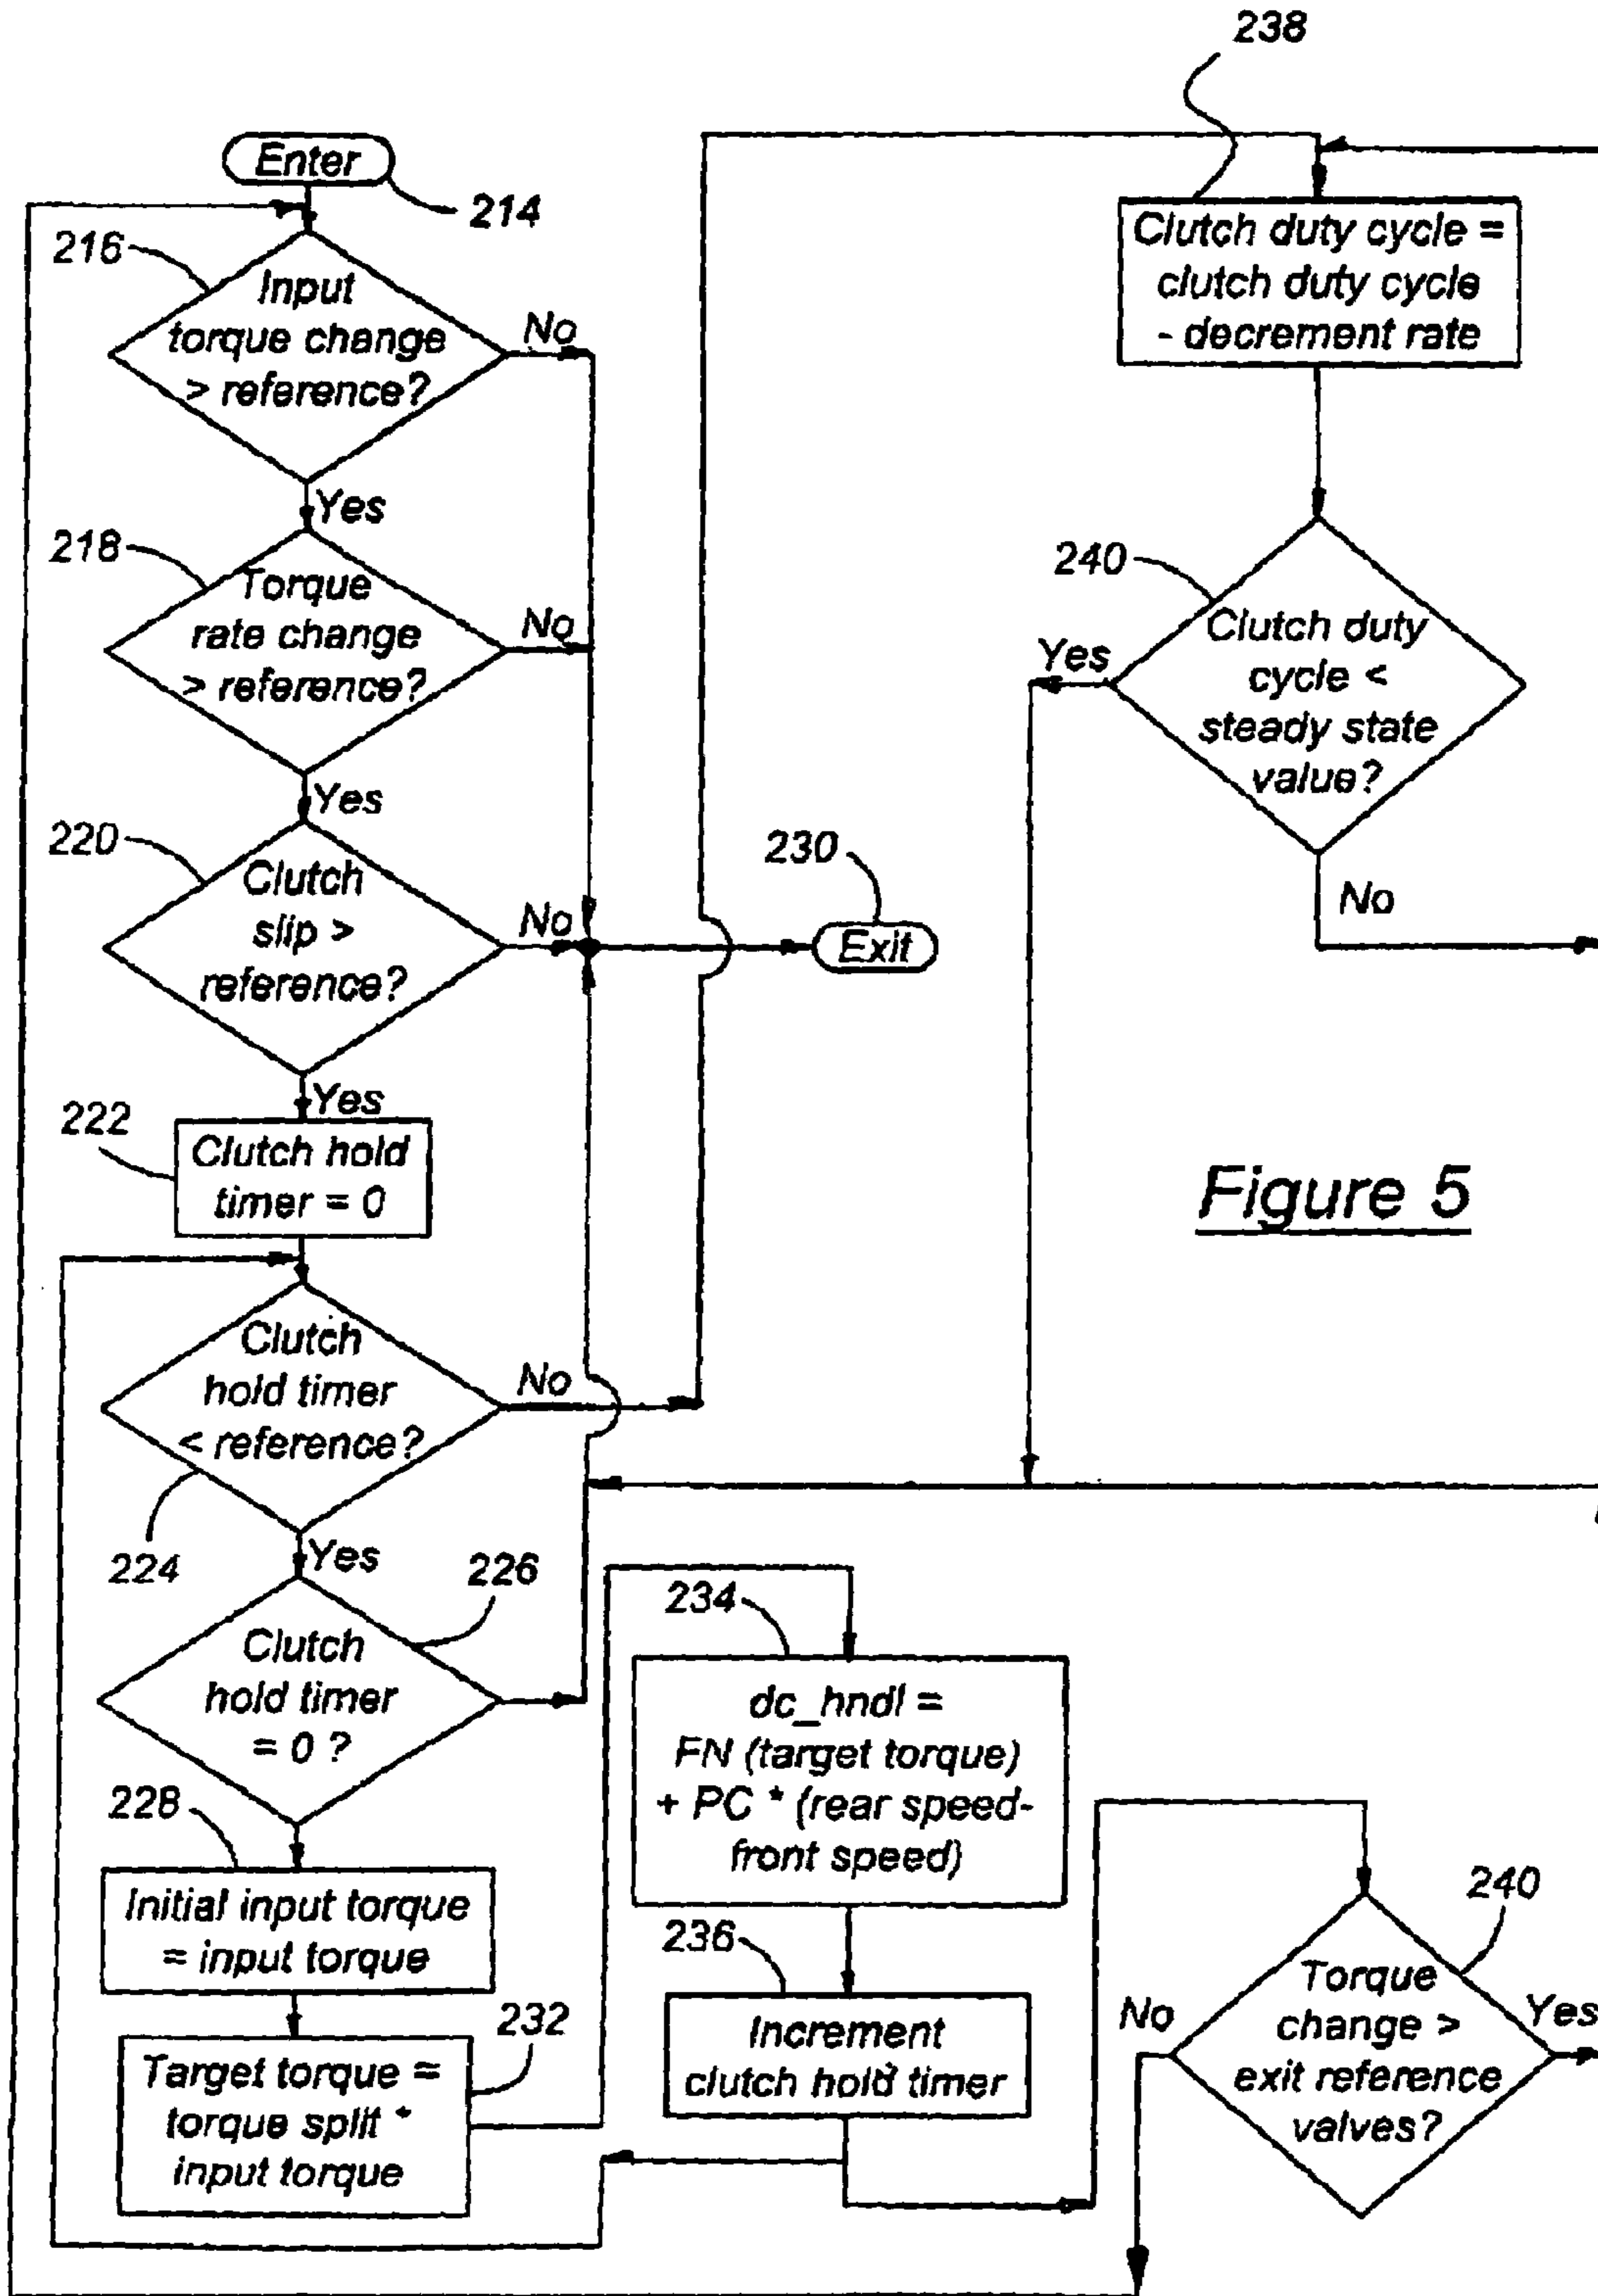 238
Enter
214
216
Input
torque change
> reference?
No
Yes
218
Torque
rate change
> reference?
No
Yes
220
Clutch
slip >
reference?
No
230
Exit
Yes
222
Clutch hold
timer = 0
Clutch
hold timer
< reference?
No
224
Yes
226
Clutch
hold timer
= 0 ?
228
Initial input torque
= input torque
232
Target torque =
torque split *
input torque
234
dc_hndl =
FN (target torque)
+ PC * (rear speed-
front speed)
236
Increment
clutch hold timer
Clutch duty cycle =
clutch duty cycle
- decrement rate
240
Clutch duty
cycle <
steady state
value?
Yes
No
Figure 5
240
Torque
change >
exit reference
valves?
No
Yes